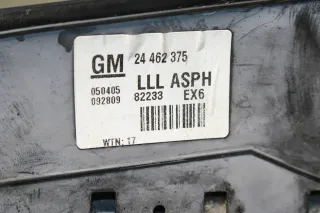 GM 24 462 375
LLL ASPH
050405 82233 EX6
092809
WTN: 17